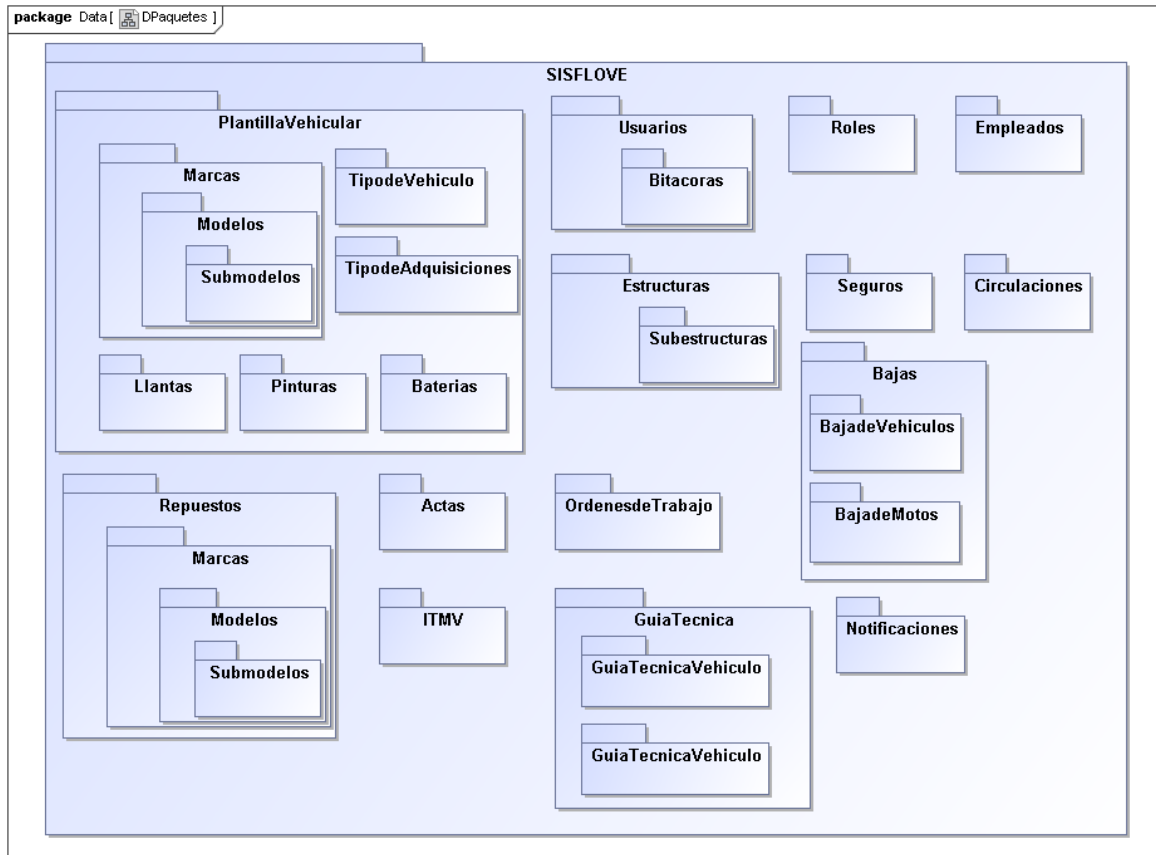 package Data [ DPaquetes ]
SISFLOVE
PlantillaVehicular
Marcas
Modelos
Submodelos
TipodeVehiculo
TipodeAdquisiciones
Llantas
Pinturas
Baterias
Usuarios
Bitacoras
Roles
Empleados
Estructuras
Subestructuras
Seguros
Circulaciones
Bajas
BajadeVehiculos
BajadeMotos
Repuestos
Marcas
Modelos
Submodelos
Actas
ITMV
OrdenesdeTrabajo
GuiaTecnica
GuiaTecnicaVehiculo
GuiaTecnicaVehiculo
Notificaciones